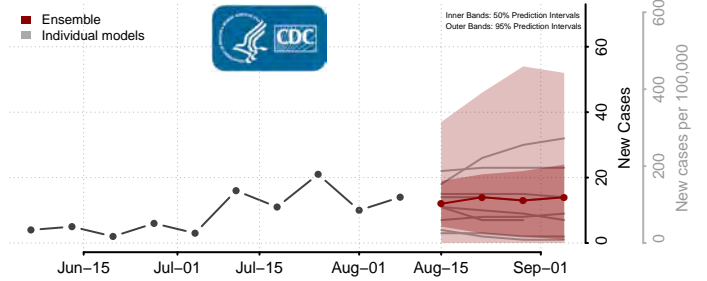 Ensemble
Individual models
CDC
Inner Bands: 50% Prediction Intervals
Outer Bands: 95% Prediction Intervals
0
20
40
60
New Cases
0
200
400
600
New cases per 100,000
Jun−15
Jul−01
Jul−15
Aug−01
Aug−15
Sep−01